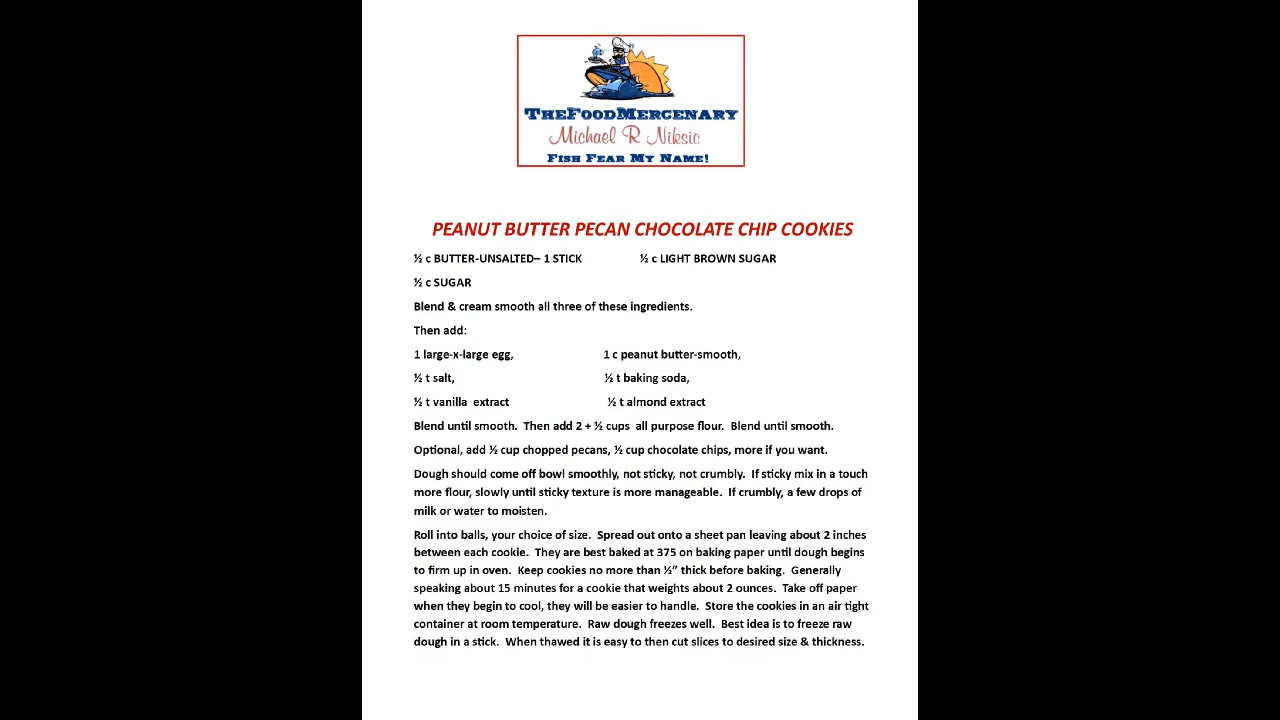 TheFoodMercenary
Michael R Niksic
Fish Fear My Name!
PEANUT BUTTER PECAN CHOCOLATE CHIP COOKIES
½ c BUTTER-UNSALTED– 1 STICK ½ c LIGHT BROWN SUGAR
½ c SUGAR
Blend & cream smooth all three of these ingredients.
Then add:
1 large-x-large egg, 1 c peanut butter-smooth,
½ t salt, ½ t baking soda,
½ t vanilla extract ½ t almond extract
Blend until smooth. Then add 2 + ½ cups all purpose flour. Blend until smooth.
Optional, add ½ cup chopped pecans, ½ cup chocolate chips, more if you want.
Dough should come off bowl smoothly, not sticky, not crumbly. If sticky mix in a touch
more flour, slowly until sticky texture is more manageable. If crumbly, a few drops of
milk or water to moisten.
Roll into balls, your choice of size. Spread out onto a sheet pan leaving about 2 inches
between each cookie. They are best baked at 375 on baking paper until dough begins
to firm up in oven. Keep cookies no more than ½” thick before baking. Generally
speaking about 15 minutes for a cookie that weights about 2 ounces. Take off paper
when they begin to cool, they will be easier to handle. Store the cookies in an air tight
container at room temperature. Raw dough freezes well. Best idea is to freeze raw
dough in a stick. When thawed it is easy to then cut slices to desired size & thickness.